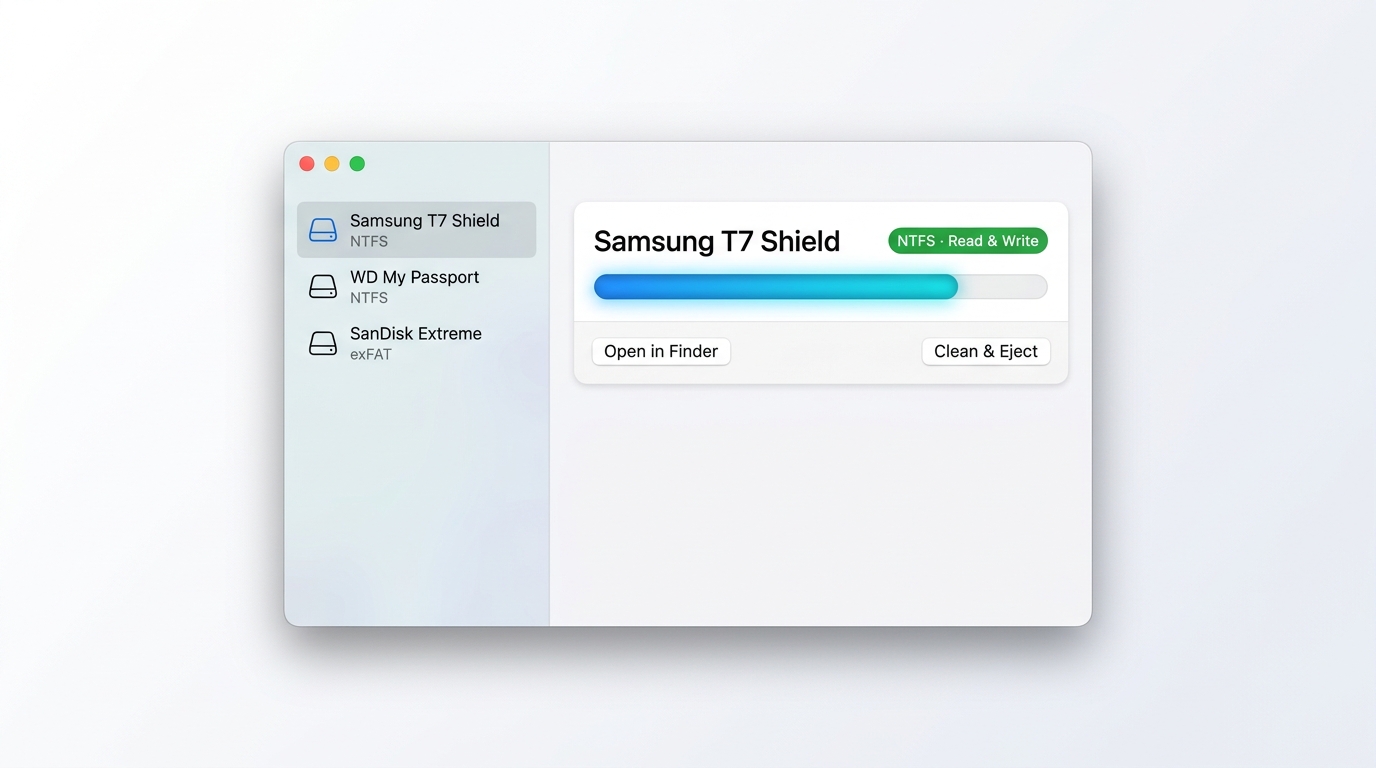 Samsung T7 Shield
NTFS
WD My Passport
NTFS
SanDisk Extreme
exFAT
Samsung T7 Shield
NTFS · Read & Write
Open in Finder
Clean & Eject